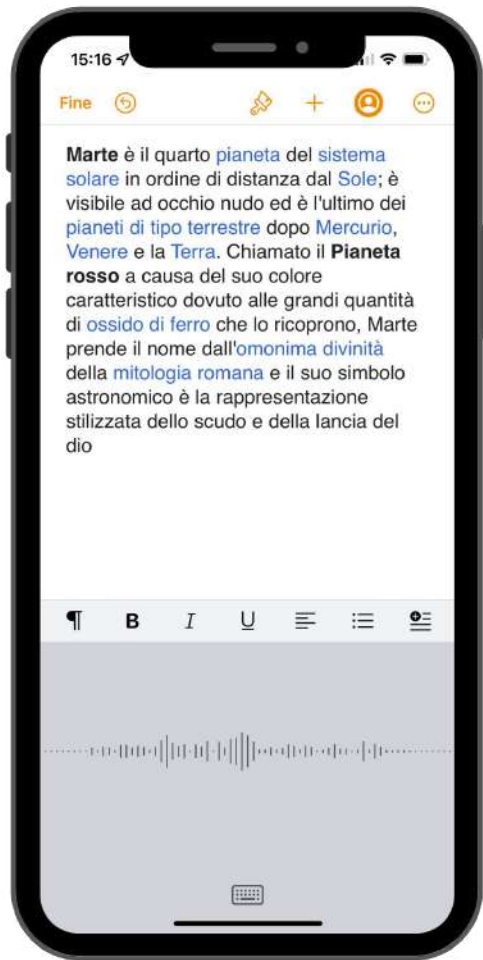 15:16
Fine
Marte è il quarto pianeta del sistema
solare in ordine di distanza dal Sole; è
visibile ad occhio nudo ed è l'ultimo dei
pianeti di tipo terrestre dopo Mercurio,
Venere e la Terra. Chiamato il Pianeta
rosso a causa del suo colore
caratteristico dovuto alle grandi quantità
di ossido di ferro che lo ricoprono, Marte
prende il nome dall'omonima divinità
della mitologia romana e il suo simbolo
astronomico è la rappresentazione
stilizzata dello scudo e della lancia del
dio
¶ B I U